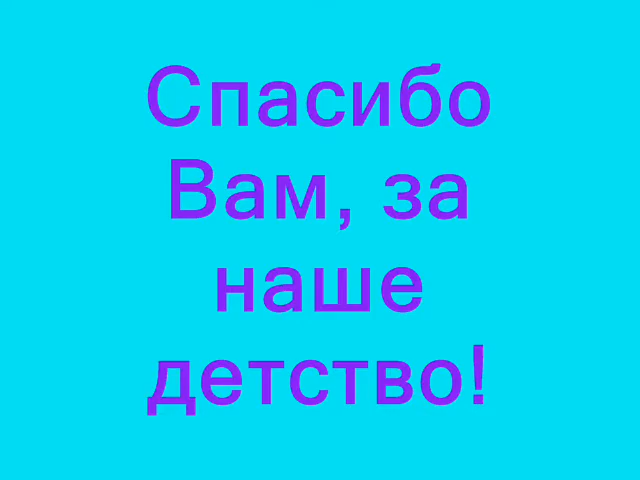 Спасибо
Вам, за
наше
детство!